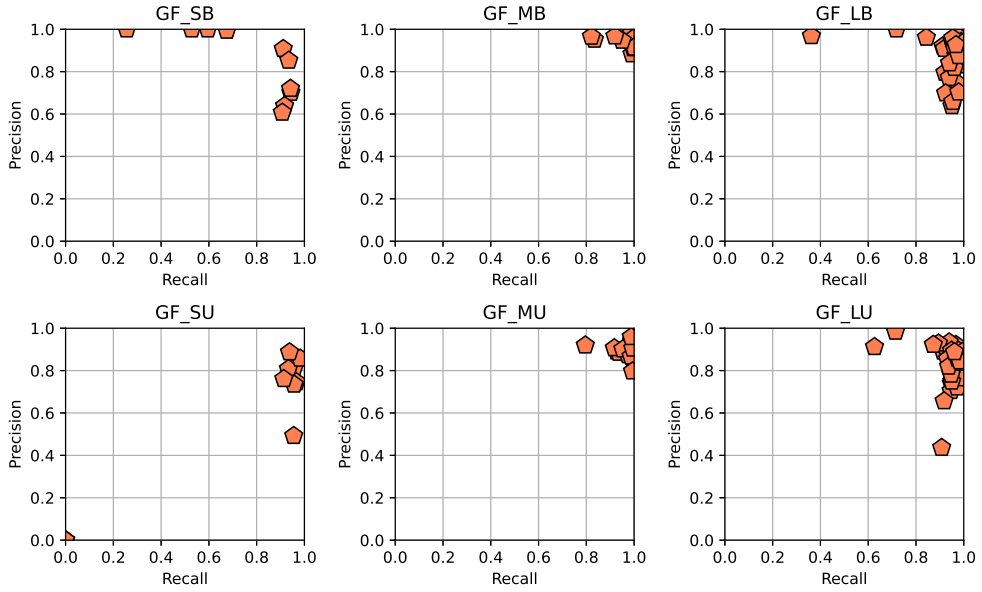 GF_SB GF_MB GF_LB
1.0 1.0 1.0
0.8 0.8 0.8
0.6 0.6 0.6
0.4 0.4 0.4
0.2 0.2 0.2
0.0 0.0 0.0
Precision Precision Precision
0.0 0.2 0.4 0.6 0.8 1.0 0.0 0.2 0.4 0.6 0.8 1.0 0.0 0.2 0.4 0.6 0.8 1.0
Recall Recall Recall
GF_SU GF_MU GF_LU
1.0 1.0 1.0
0.8 0.8 0.8
0.6 0.6 0.6
0.4 0.4 0.4
0.2 0.2 0.2
0.0 0.0 0.0
Precision Precision Precision
0.0 0.2 0.4 0.6 0.8 1.0 0.0 0.2 0.4 0.6 0.8 1.0 0.0 0.2 0.4 0.6 0.8 1.0
Recall Recall Recall